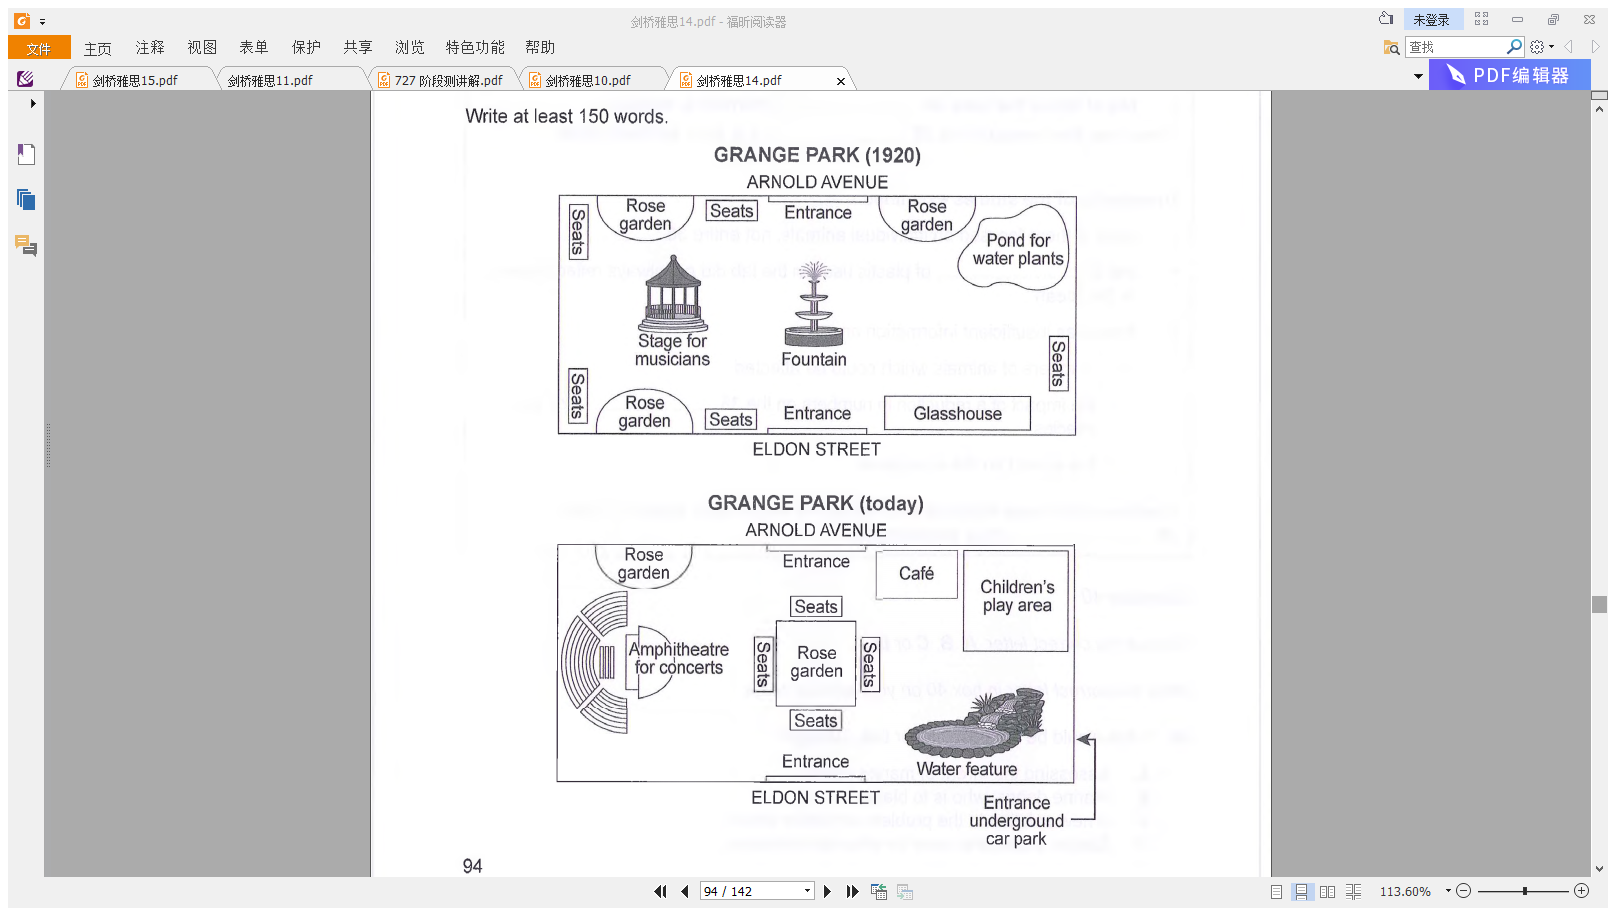 剑桥雅思14.pdf - 福昕阅读器
未登录
文件
主页
注释
视图
表单
保护
共享
浏览
特色功能
帮助
查找
剑桥雅思15.pdf
剑桥雅思11.pdf
727 阶段测讲解.pdf
剑桥雅思10.pdf
剑桥雅思14.pdf
PDF编辑器
Write at least 150 words.
GRANGE PARK (1920)
ARNOLD AVENUE
Seats
Rose
garden
Seats
Entrance
Rose
garden
Pond for
water plants
Stage for
musicians
Fountain
Seats
Seats
Rose
garden
Seats
Entrance
Glasshouse
ELDON STREET
GRANGE PARK (today)
ARNOLD AVENUE
Rose
garden
Entrance
Café
Children's
play area
Seats
Amphitheatre
for concerts
Seats
Rose
garden
Seats
Seats
Entrance
Water feature
ELDON STREET
Entrance
underground
car park
94
94 / 142
113.60%